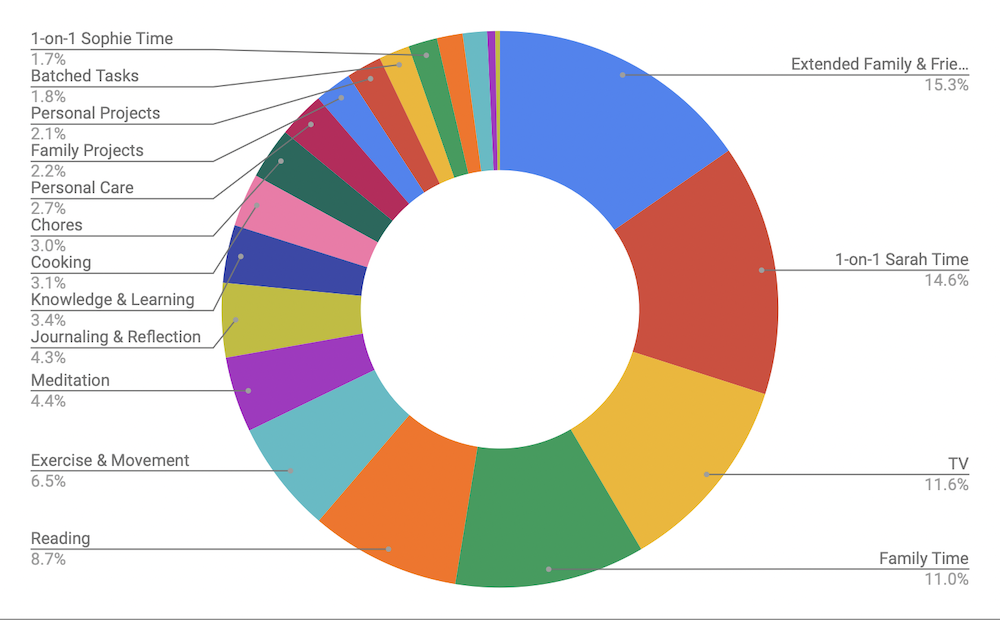 1-on-1 Sophie Time
1.7%
Batched Tasks
1.8%
Personal Projects
2.1%
Family Projects
2.2%
Personal Care
2.7%
Chores
3.0%
Cooking
3.1%
Knowledge & Learning
3.4%
Journaling & Reflection
4.3%
Meditation
4.4%
Exercise & Movement
6.5%
Reading
8.7%
Extended Family & Frie...
15.3%
1-on-1 Sarah Time
14.6%
TV
11.6%
Family Time
11.0%